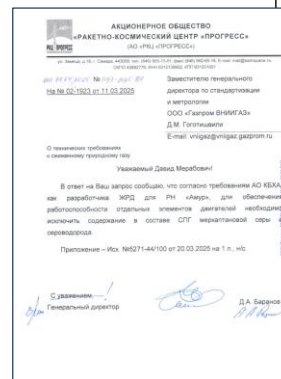 АКЦИОНЕРНОЕ ОБЩЕСТВО
«РАКЕТНО-КОСМИЧЕСКИЙ ЦЕНТР «ПРОГРЕСС»
(АО «РКЦ «ПРОГРЕСС»)
РКЦ ПРОГРЕСС
На № 02-1923 от 11.03.2025
Заместителю генерального
директора по стандартизации
и метрологии
ООО «Газпром ВНИИГАЗ»
Д.М. Гоготишвили
E-mail: vniigaz@vniigaz.gazprom.ru
О технических требованиях
к сжиженному природному газу
Уважаемый Давид Мерабович!
В ответ на Ваш запрос сообщаю, что согласно требованиям АО КБХА,
как разработчика ЖРД для РН «Амур», для обеспечения
работоспособности отдельных элементов двигателей необходимо
исключить содержание в составе СПГ меркаптановой серы и
сероводорода.
Приложение – Исх. №5271-44/100 от 20.03.2025 на 1 л., н/с
С уважением,
Генеральный директор
Д.А. Баранов